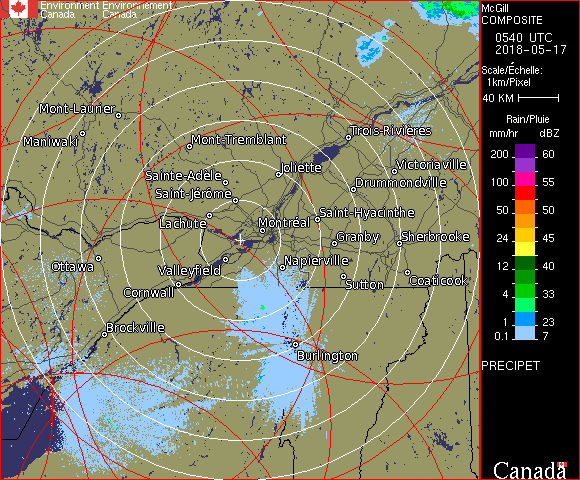 Environment Environnement
Canada Canada
McGill
COMPOSITE
0540 UTC
2018-05-17
Scale/Échelle:
1km/Pixel
40 KM
Rain/Pluie
mm/hr dBZ
200 60
100 55
50 50
24 45
12 40
8 33
4 23
1 23
0.1 7
PRECIPET
Canada
Mont-Laurier
Maniwaki
Mont-Tremblant
Trois-Rivières
Joliette
Victoriaville
Sainte-Adèle
Drummondville
Saint-Jérôme
Lachute
Saint-Hyacinthe
Montréal
Granby
Sherbrooke
Ottawa
Valleyfield
Napierville
Cornwall
Sutton
Coaticook
Brockville
Burlington